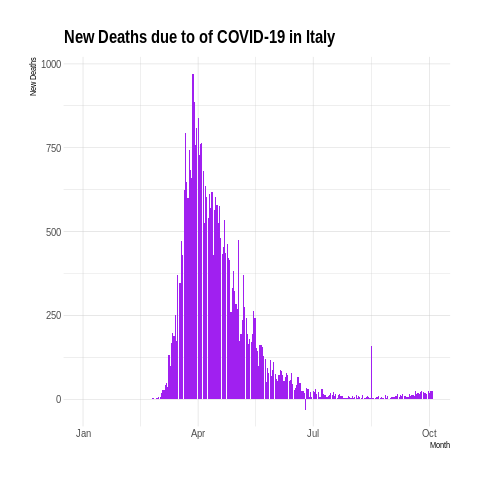 New Deaths due to of COVID-19 in Italy
New Deaths
1000
750
500
250
0
Jan Apr Jul Oct
Month